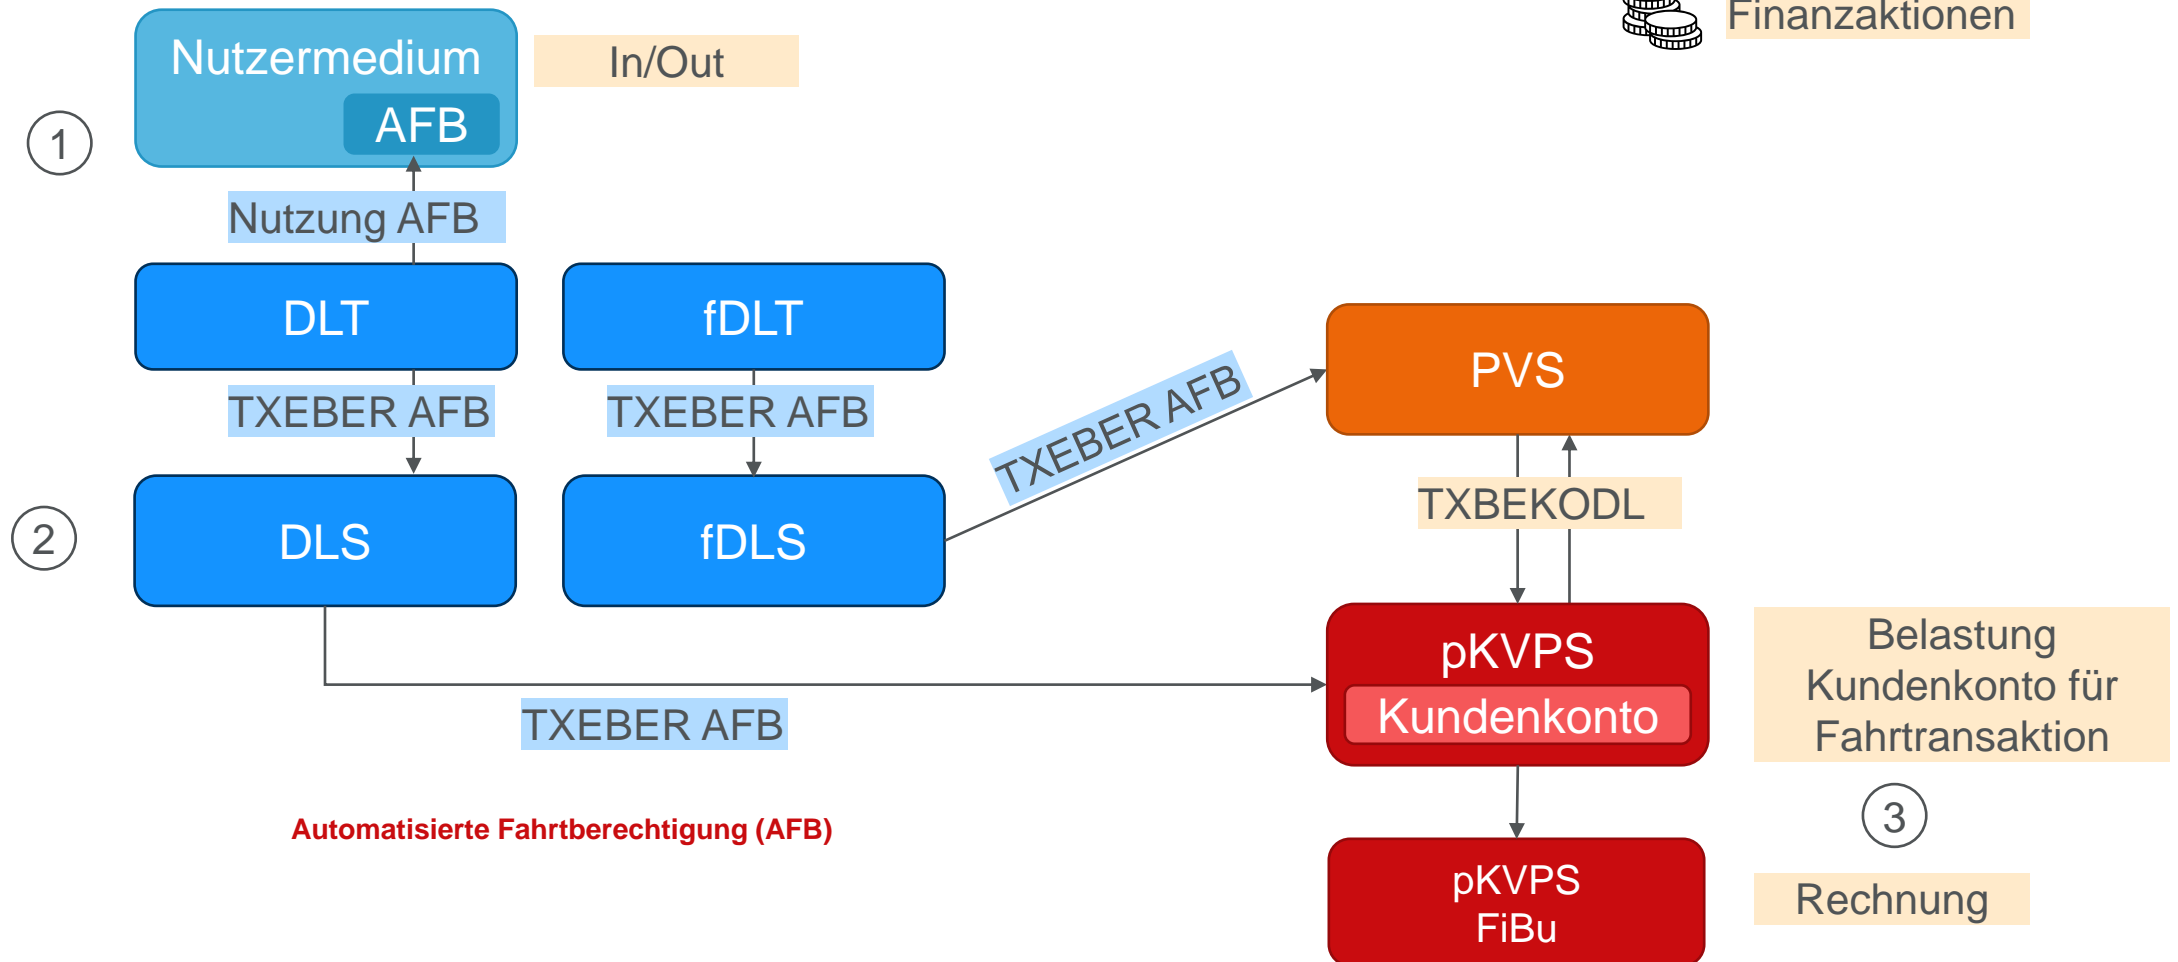 Finanzaktionen
Nutzermedium
In/Out
AFB
1
Nutzung AFB
DLT
fDLT
PVS
TXEBER AFB
TXEBER AFB
TXEBER AFB
TXBEKODL
2
DLS
fDLS
pKVPS
Kundenkonto
Belastung
Kundenkonto für
Fahrtransaktion
TXEBER AFB
3
Automatisierte Fahrtberechtigung (AFB)
pKVPS
FiBu
Rechnung